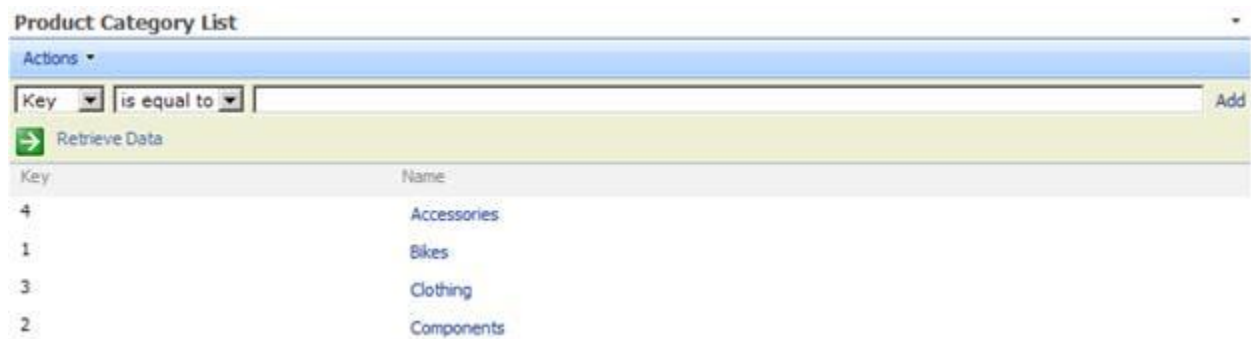 Product Category List
Actions
Key is equal to Add
Retrieve Data
Key Name
4 Accessories
1 Bikes
3 Clothing
2 Components